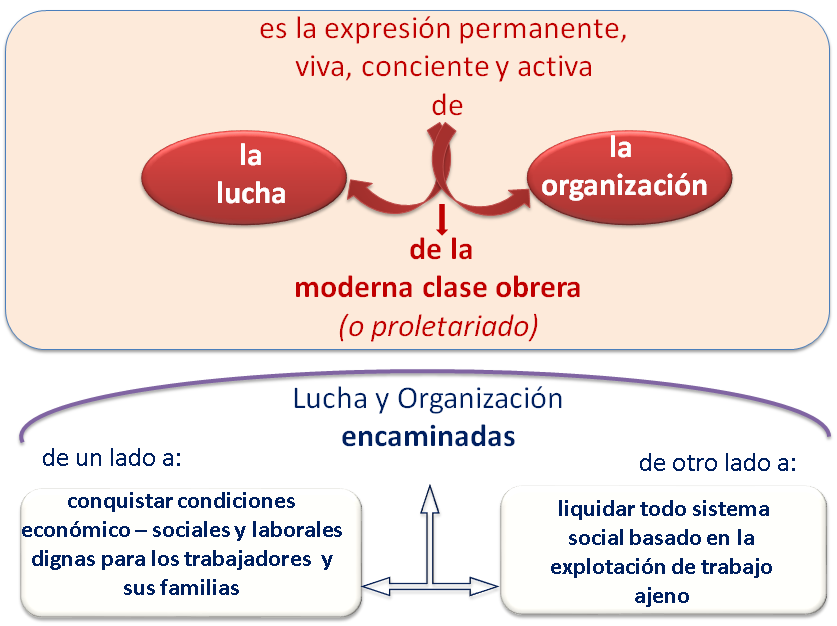 es la expresión permanente,
viva, conciente y activa
de
la
lucha
la
organización
de la
moderna clase obrera
(o proletariado)
Lucha y Organización
encaminadas
de un lado a:
conquistar condiciones
económico – sociales y laborales
dignas para los trabajadores y
sus familias
de otro lado a:
liquidar todo sistema
social basado en la
explotación de trabajo
ajeno